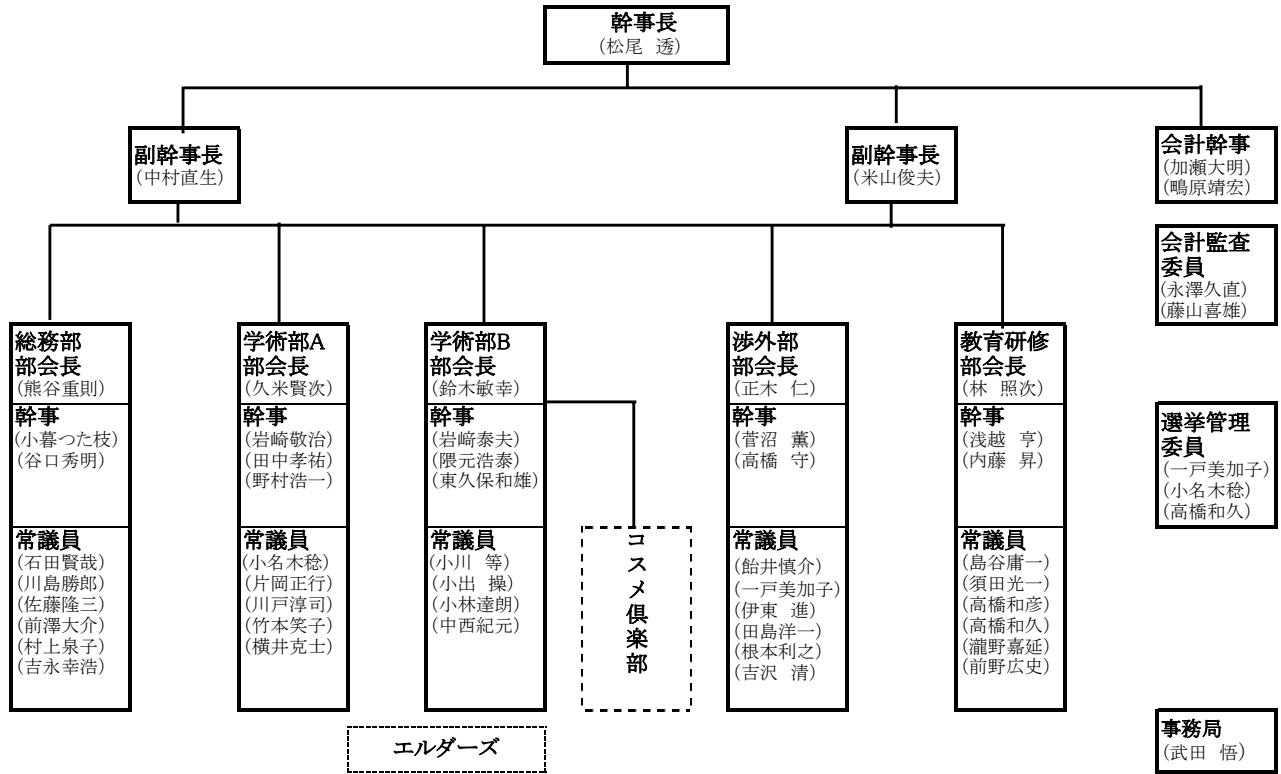 幹事長
(松尾 透)
副幹事長
(中村直生)
副幹事長
(米山俊夫)
会計幹事
(加瀬大明)
(鴫原靖宏)
会計監査
委員
(永澤久直)
(藤山喜雄)
総務部
部会長
(熊谷重則)
幹事
(小暮つた枝)
(谷口秀明)
常議員
(石田賢哉)
(川島勝郎)
(佐藤隆三)
(前澤大介)
(村上泉子)
(吉永幸浩)
学術部A
部会長
(久米賢次)
幹事
(岩崎敬治)
(田中孝祐)
(野村浩一)
常議員
(小名木稔)
(片岡正行)
(川戸淳司)
(竹本笑子)
(横井克士)
学術部B
部会長
(鈴木敏幸)
幹事
(岩﨑泰夫)
(隈元浩泰)
(東久保和雄)
常議員
(小川 等)
(小出 操)
(小林達朗)
(中西紀元)
コスメ倶楽部
渉外部
部会長
(正木 仁)
幹事
(菅沼 薫)
(高橋 守)
常議員
(飴井慎介)
(一戸美加子)
(伊東 進)
(田島洋一)
(根本利之)
(吉沢 清)
教育研修
部会長
(林 照次)
幹事
(浅越 亨)
(内藤 昇)
常議員
(島谷庸一)
(須田光一)
(高橋和彦)
(高橋和久)
(瀧野嘉延)
(前野広史)
選挙管理
委員
(一戸美加子)
(小名木稔)
(高橋和久)
エルダーズ
事務局
(武田 悟)